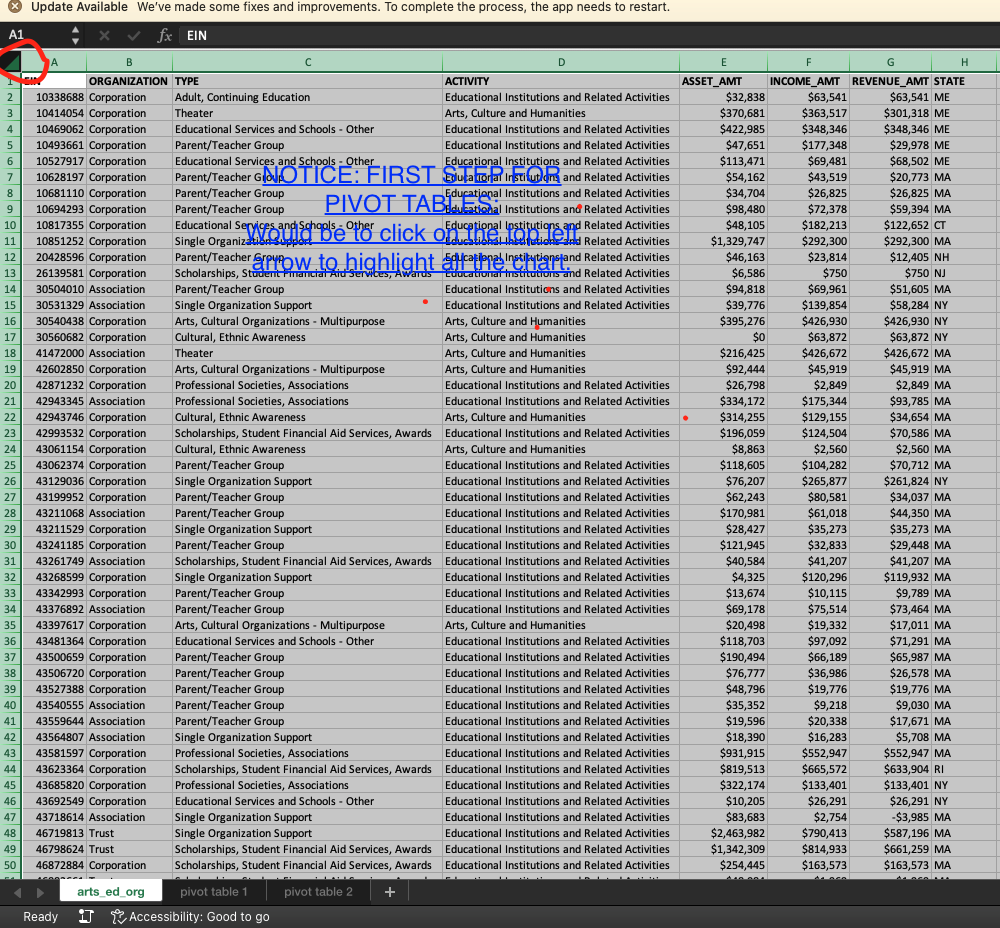 Update Available We've made some fixes and improvements. To complete the process, the app needs to restart.
A1 fx EIN
A B C D E F G H
1 EIN ORGANIZATION TYPE ACTIVITY ASSET_AMT INCOME_AMT REVENUE_AMT STATE
2 10338688 Corporation Adult, Continuing Education Educational Institutions and Related Activities $32,838 $63,541 $63,541 ME
3 10414054 Corporation Theater Arts, Culture and Humanities $370,681 $363,517 $301,318 ME
4 10469062 Corporation Educational Services and Schools - Other Educational Institutions and Related Activities $422,985 $348,346 $348,346 ME
5 10493661 Corporation Parent/Teacher Group Educational Institutions and Related Activities $47,651 $177,348 $29,978 ME
6 10527917 Corporation Educational Services and Schools - Other Educational Institutions and Related Activities $113,471 $69,481 $68,502 ME
7 10628197 Corporation Parent/Teacher Group Educational Institutions and Related Activities $54,162 $43,519 $20,773 MA
8 10681110 Corporation Parent/Teacher Group Educational Institutions and Related Activities $34,704 $26,825 $26,825 MA
9 10694293 Corporation Parent/Teacher Group Educational Institutions and Related Activities $98,480 $72,378 $59,339 MA
10 10817355 Corporation Educational Services and Schools - Other Educational Institutions and Related Activities $48,105 $182,213 $122,652 CT
11 10851252 Corporation Single Organization Support Educational Institutions and Related Activities $1,329,747 $292,300 $292,300 MA
12 20428596 Corporation Parent/Teacher Group Educational Institutions and Related Activities $46,163 $23,814 $12,405 NH
13 26139581 Corporation Scholarships, Student Financial Aid Services, Awards Educational Institutions and Related Activities $6,586 $750 $750 NJ
NOTICE: FIRST STEP FOR
PIVOT TABLES:
Would be to click on the top left
arrow to highlight all the chart.
14 30504010 Association Parent/Teacher Group Educational Institutions and Related Activities $94,818 $69,961 $51,605 MA
15 30531329 Association Single Organization Support Educational Institutions and Related Activities $39,776 $139,854 $58,284 NY
16 30540438 Corporation Arts, Cultural Organizations - Multipurpose Arts, Culture and Humanities $395,276 $426,930 $426,930 NY
17 30560682 Corporation Cultural, Ethnic Awareness Arts, Culture and Humanities $0 $63,872 $63,872 NY
18 41472000 Association Theater Arts, Culture and Humanities $216,425 $426,672 $426,672 MA
19 42602850 Corporation Arts, Cultural Organizations - Multipurpose Arts, Culture and Humanities $92,444 $45,919 $45,919 MA
20 42871232 Corporation Professional Societies, Associations Educational Institutions and Related Activities $26,798 $2,849 $2,849 MA
21 42943345 Association Professional Societies, Associations Educational Institutions and Related Activities $334,172 $175,344 $93,785 MA
22 42943746 Corporation Cultural, Ethnic Awareness Arts, Culture and Humanities $314,255 $129,155 $34,654 MA
23 42993532 Corporation Scholarships, Student Financial Aid Services, Awards Educational Institutions and Related Activities $196,059 $124,504 $70,586 MA
24 43061154 Corporation Cultural, Ethnic Awareness Arts, Culture and Humanities $8,863 $2,560 $2,560 MA
25 43062374 Corporation Parent/Teacher Group Educational Institutions and Related Activities $118,605 $104,282 $70,712 MA
26 43129036 Corporation Single Organization Support Educational Institutions and Related Activities $76,207 $265,877 $261,824 NY
27 43199952 Corporation Parent/Teacher Group Educational Institutions and Related Activities $62,243 $80,581 $34,037 MA
28 43211068 Association Parent/Teacher Group Educational Institutions and Related Activities $170,981 $61,018 $44,350 MA
29 43211529 Corporation Single Organization Support Educational Institutions and Related Activities $28,427 $35,273 $35,273 MA
30 43241185 Corporation Parent/Teacher Group Educational Institutions and Related Activities $121,945 $32,833 $29,448 MA
31 43261749 Association Scholarships, Student Financial Aid Services, Awards Educational Institutions and Related Activities $40,584 $41,207 $41,207 MA
32 43268599 Corporation Single Organization Support Educational Institutions and Related Activities $4,325 $120,296 $119,932 MA
33 43342993 Corporation Parent/Teacher Group Educational Institutions and Related Activities $13,674 $10,115 $9,789 MA
34 43376892 Association Parent/Teacher Group Educational Institutions and Related Activities $69,178 $75,514 $73,464 MA
35 43397617 Corporation Arts, Cultural Organizations - Multipurpose Arts, Culture and Humanities $20,498 $19,332 $17,011 MA
36 43481364 Corporation Educational Services and Schools - Other Educational Institutions and Related Activities $118,703 $97,092 $71,291 MA
37 43500659 Corporation Parent/Teacher Group Educational Institutions and Related Activities $190,494 $66,189 $65,987 MA
38 43506720 Corporation Parent/Teacher Group Educational Institutions and Related Activities $76,777 $36,986 $26,578 MA
39 43527388 Corporation Parent/Teacher Group Educational Institutions and Related Activities $48,796 $19,776 $19,776 MA
40 43540555 Association Parent/Teacher Group Educational Institutions and Related Activities $35,352 $9,218 $9,030 MA
41 43559644 Association Parent/Teacher Group Educational Institutions and Related Activities $19,596 $20,338 $17,671 MA
42 43564807 Association Single Organization Support Educational Institutions and Related Activities $18,390 $16,283 $5,708 MA
43 43581597 Corporation Professional Societies, Associations Educational Institutions and Related Activities $931,915 $552,947 $552,947 MA
44 43623364 Corporation Scholarships, Student Financial Aid Services, Awards Educational Institutions and Related Activities $819,513 $665,572 $633,904 RI
45 43685820 Corporation Professional Societies, Associations Educational Institutions and Related Activities $322,174 $133,401 $133,401 NY
46 43692549 Corporation Educational Services and Schools - Other Educational Institutions and Related Activities $10,205 $26,291 $26,291 NY
47 43718614 Association Single Organization Support Educational Institutions and Related Activities $83,683 $2,754 -$3,985 MA
48 46719813 Trust Single Organization Support Educational Institutions and Related Activities $2,463,982 $790,413 $587,196 MA
49 46798624 Trust Scholarships, Student Financial Aid Services, Awards Educational Institutions and Related Activities $1,342,309 $814,933 $661,259 MA
50 46872884 Corporation Scholarships, Student Financial Aid Services, Awards Educational Institutions and Related Activities $254,445 $163,573 $163,573 MA
arts_ed_org pivot table 1 pivot table 2 +
Ready Accessibility: Good to go